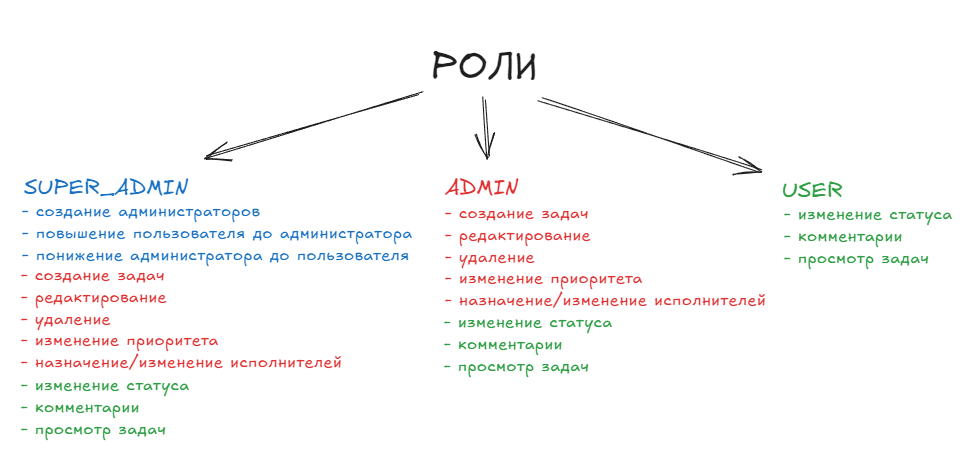 РОЛИ
SUPER_ADMIN
- создание администраторов
- повышение пользователя до администратора
- понижение администратора до пользователя
- создание задач
- редактирование
- удаление
- изменение приоритета
- назначение/изменение исполнителей
- изменение статуса
- комментарии
- просмотр задач
ADMIN
- создание задач
- редактирование
- удаление
- изменение приоритета
- назначение/изменение исполнителей
- изменение статуса
- комментарии
- просмотр задач
USER
- изменение статуса
- комментарии
- просмотр задач